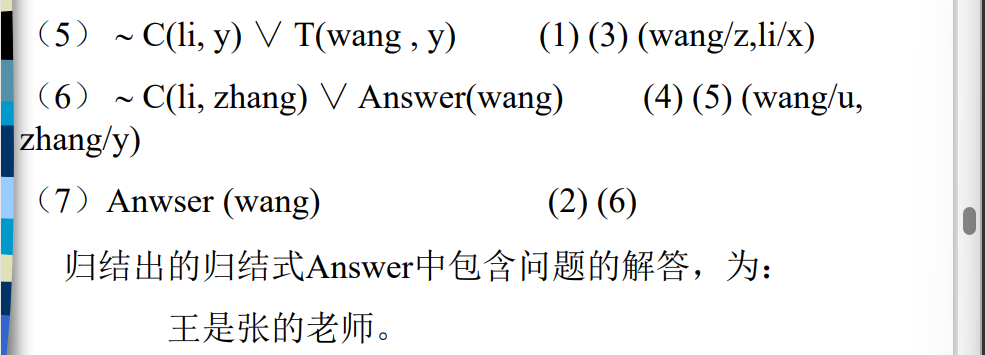 （5） ~ C(li, y) ∨ T(wang , y) (1) (3) (wang/z,li/x)
（6） ~ C(li, zhang) ∨ Answer(wang) (4) (5) (wang/u,
zhang/y)
（7）Anwser (wang) (2) (6)
归结出的归结式Answer中包含问题的解答，为：
王是张的老师。